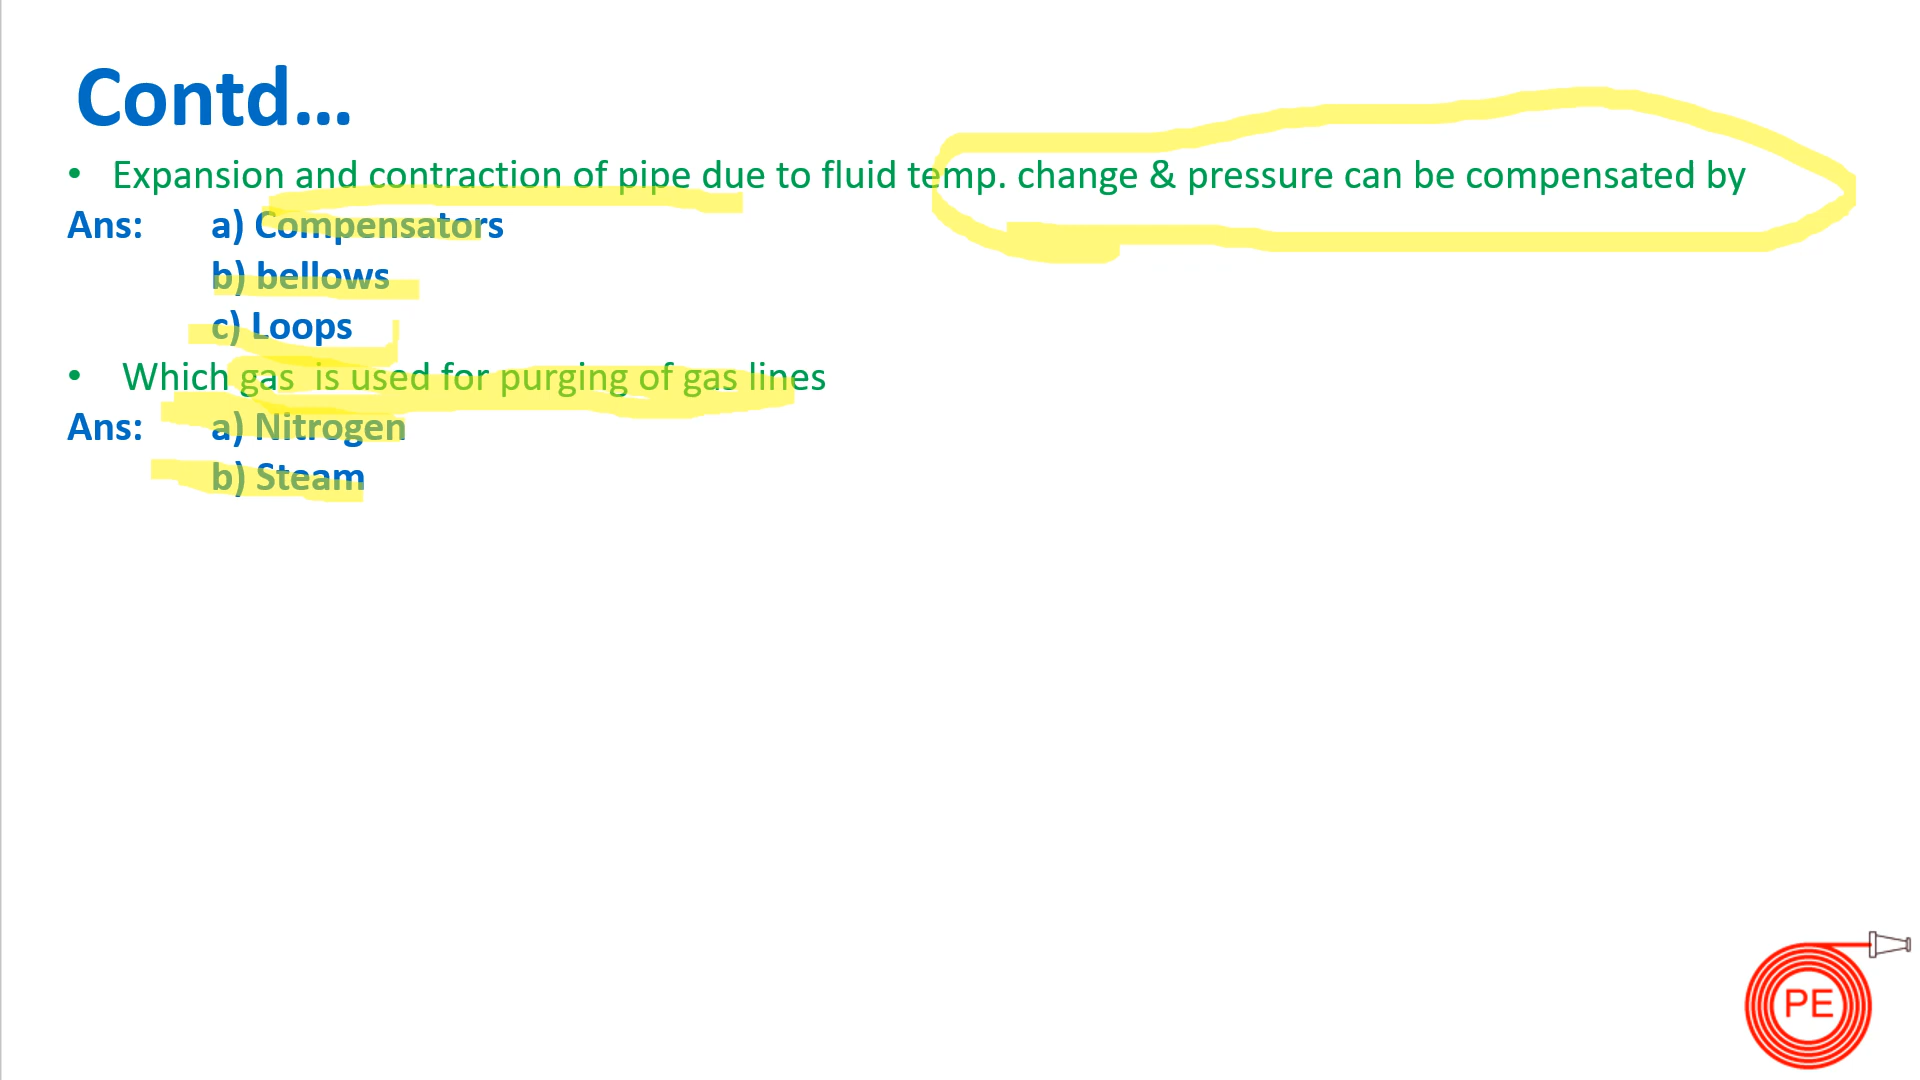 Contd...
• Expansion and contraction of pipe due to fluid temp. change & pressure can be compensated by
Ans: a) Compensators
b) bellows
c) Loops
• Which gas is used for purging of gas lines
Ans: a) Nitrogen
b) Steam
PE